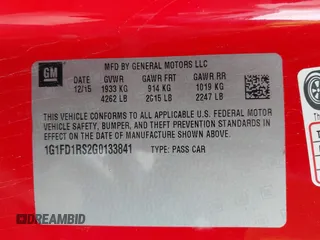 GM
MFD BY GENERAL MOTORS LLC
DATE GVWR GAWR FRT GAWR RR
12/15 1933 KG 914 KG 1019 KG
4262 LB 2015 LB 2247 LB
THIS VEHICLE CONFORMS TO ALL APPLICABLE U.S. FEDERAL MOTOR
VEHICLE SAFETY, BUMPER, AND THEFT PREVENTION STANDARDS
IN EFFECT ON THE DATE OF MANUFACTURE SHOWN ABOVE.
1G1FD1RS2G0133841 TYPE: PASS CAR
DREAMBID